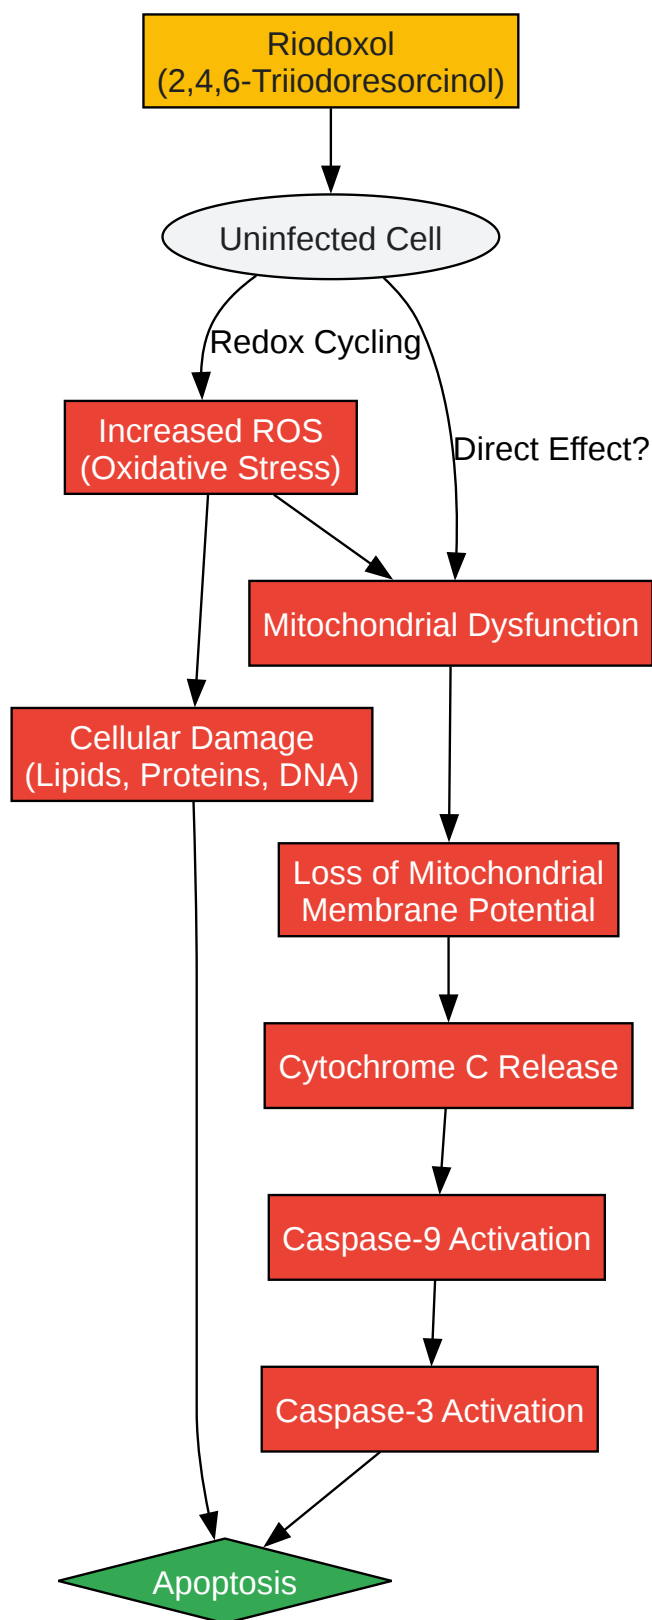 Riodoxol
(2,4,6-Triiodoresorcinol)
Uninfected Cell
Redox Cycling
Increased ROS
(Oxidative Stress)
Direct Effect?
Mitochondrial Dysfunction
Cellular Damage
(Lipids, Proteins, DNA)
Loss of Mitochondrial
Membrane Potential
Cytochrome C Release
Caspase-9 Activation
Caspase-3 Activation
Apoptosis